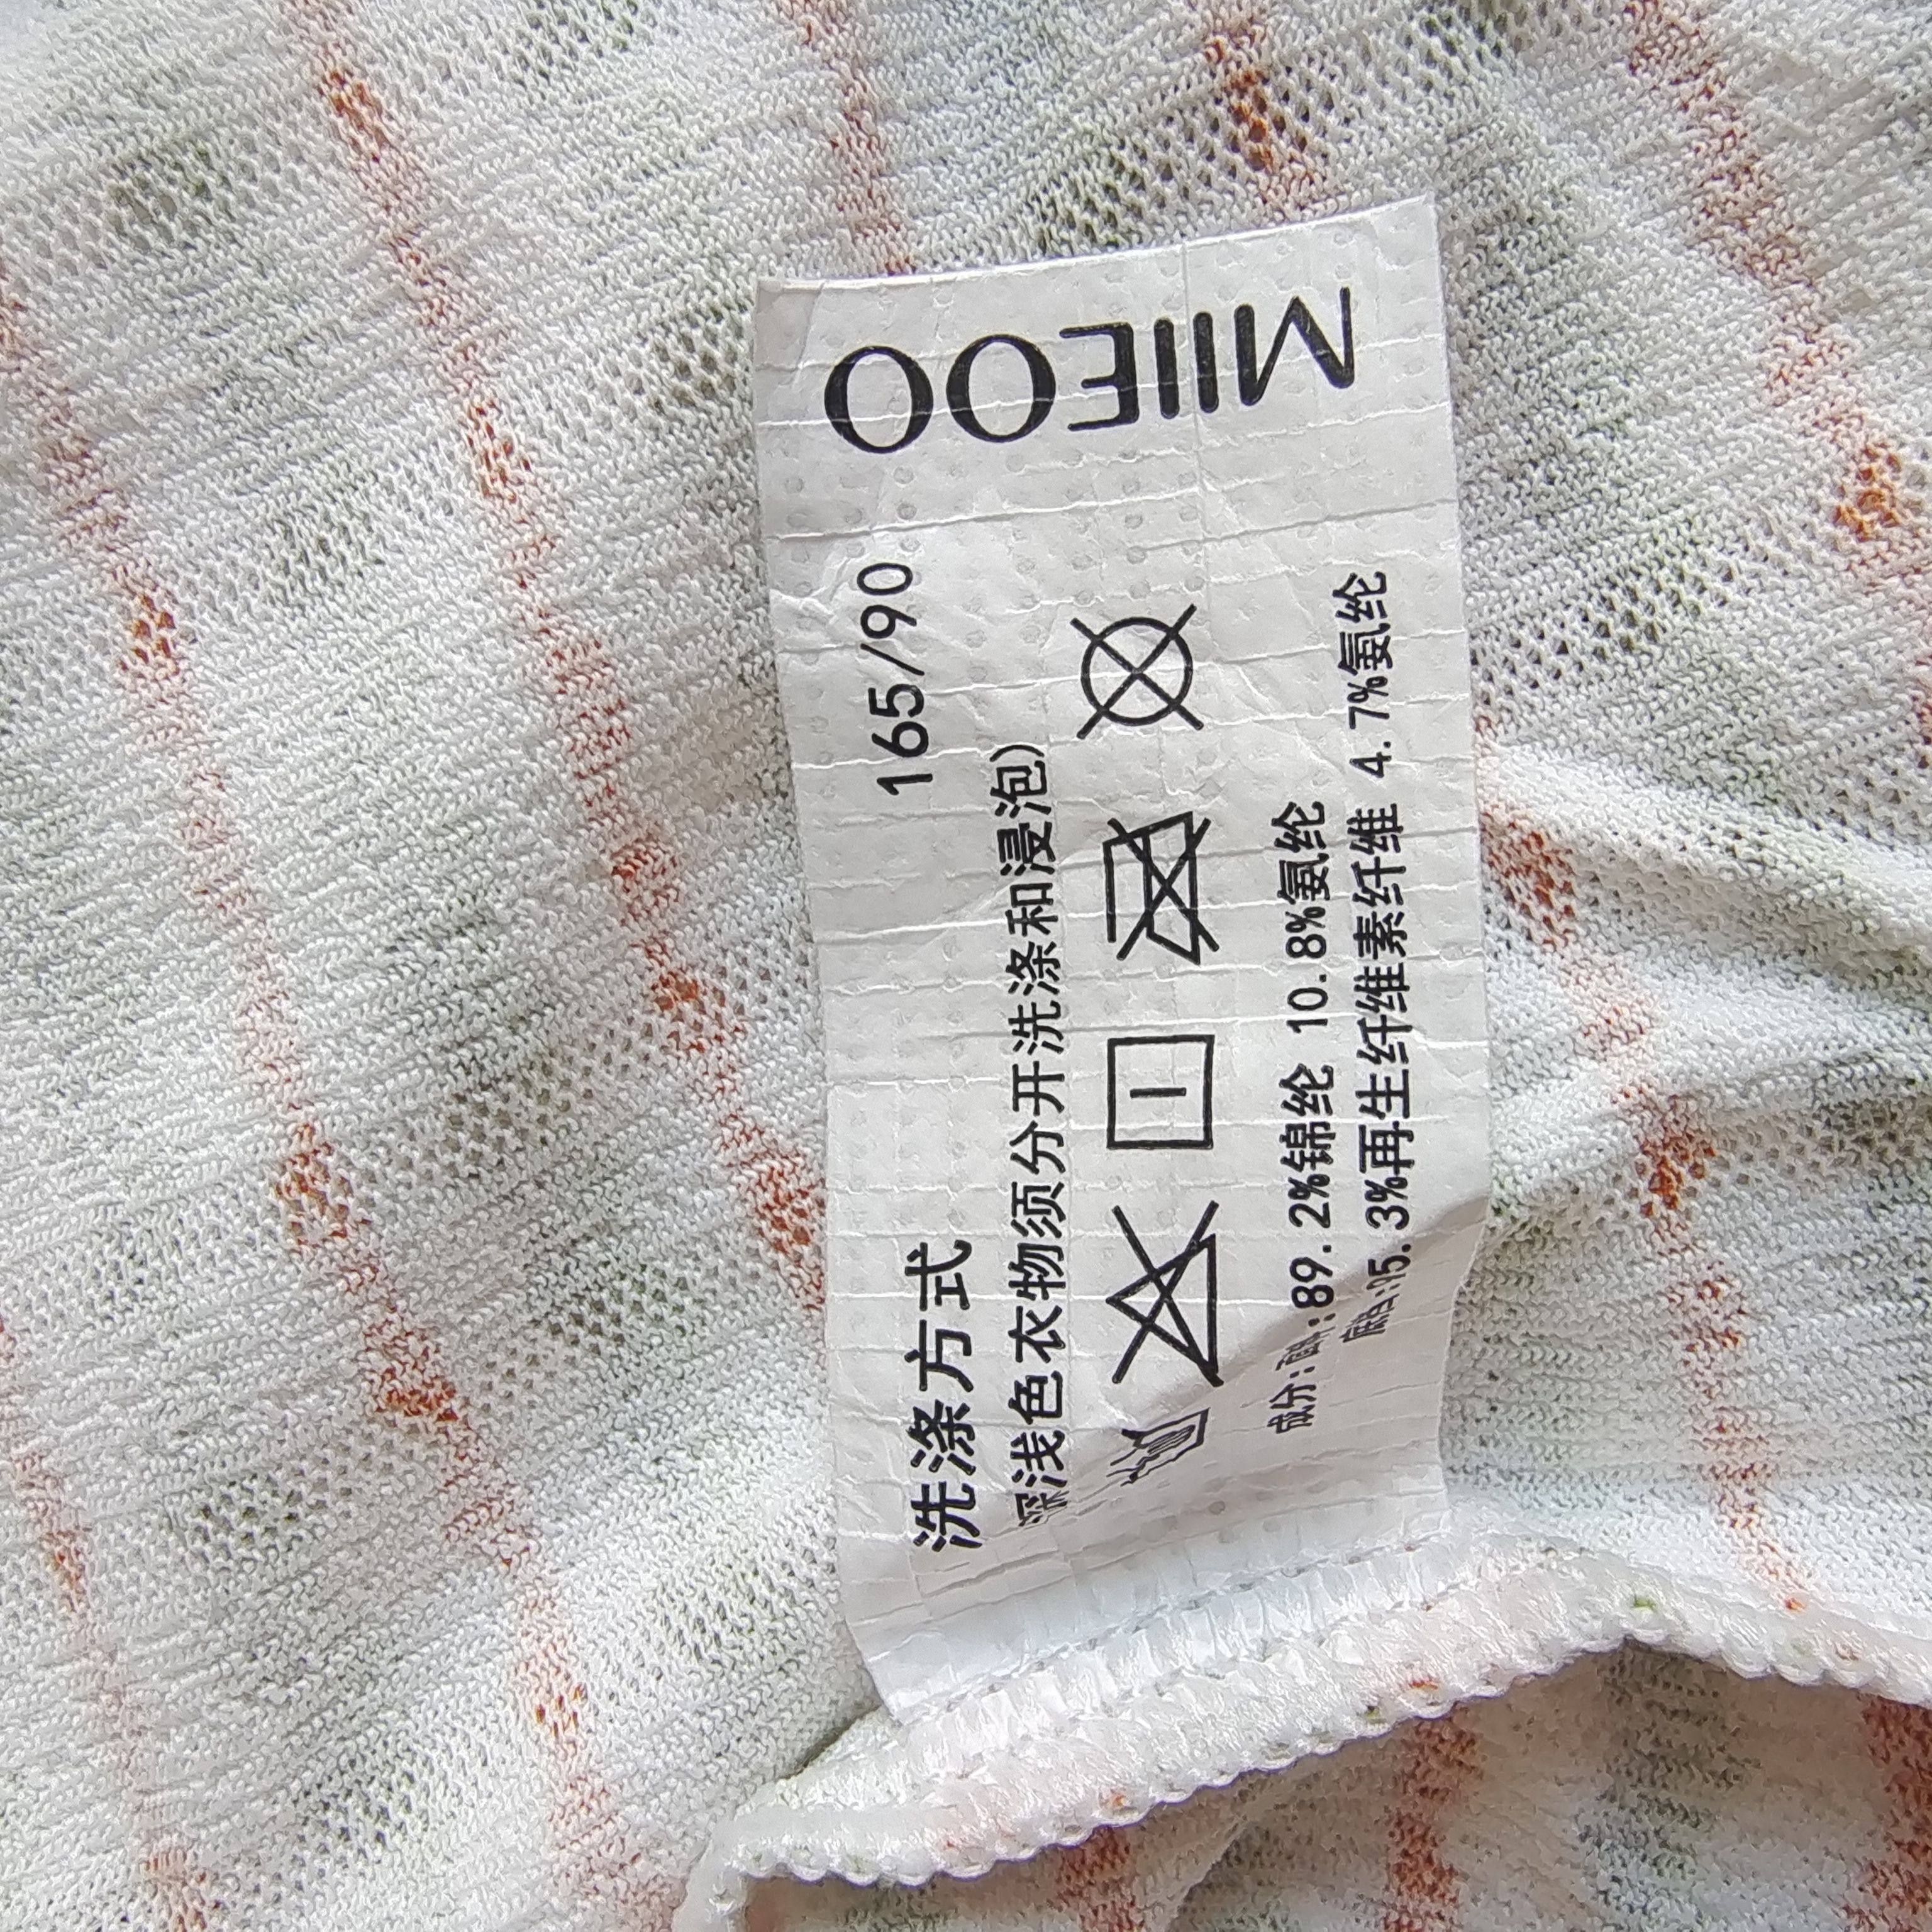 MIIEOO
洗涤方式 165/90
深浅色衣物须分开洗涤和浸泡)
成分:面料:89.2%锦纶 10.8%氨纶
95.3%再生纤维素纤维 4.7%氨纶